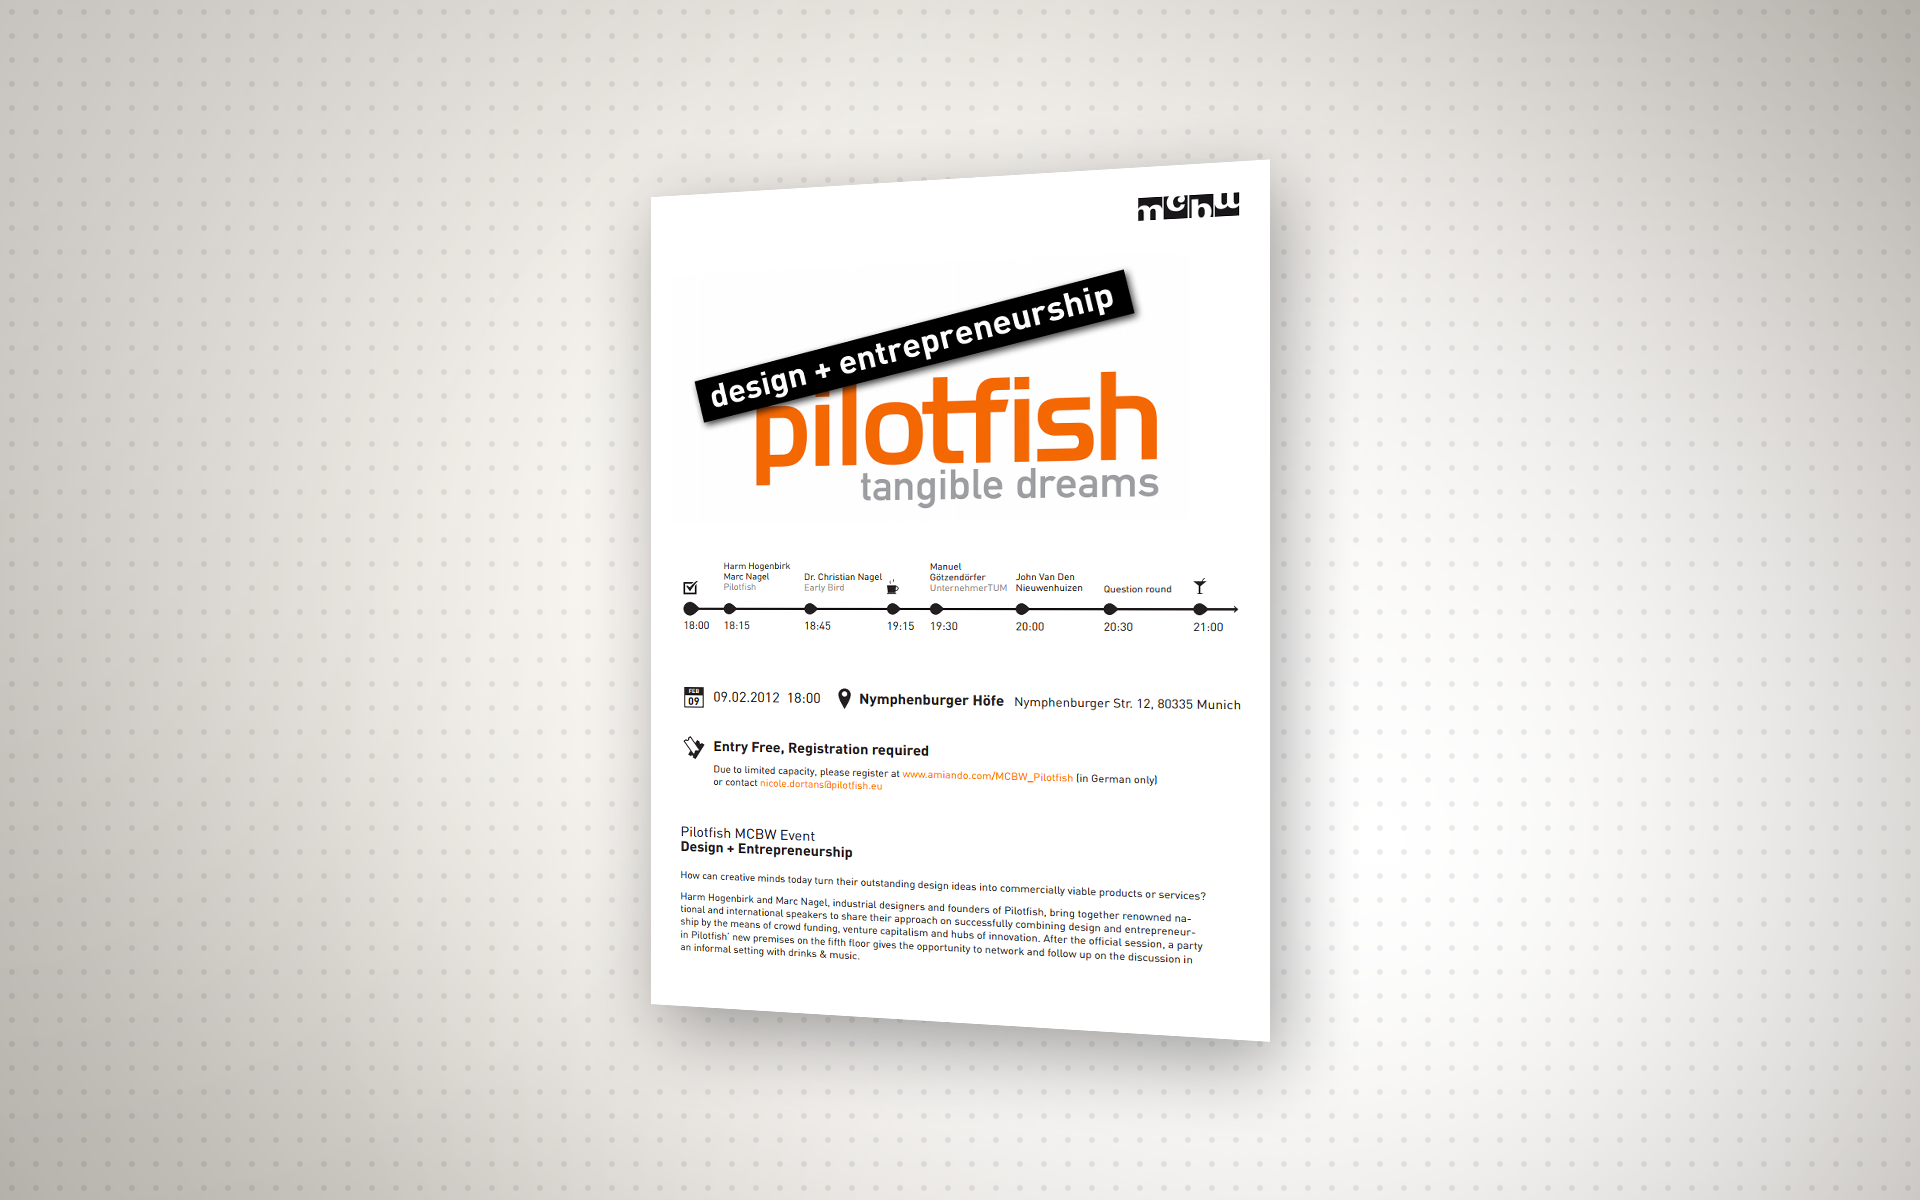 mcbw
design + entrepreneurship
pilotfish
tangible dreams
Harm Hogenbirk
Marc Nagel
Pilotfish
Dr. Christian Nagel
Early Bird
Manuel
Götzendörfer
UnternehmerTUM
John Van Den
Nieuwenhuizen
Question round
18:00 18:15 18:45 19:15 19:30 20:00 20:30 21:00
FEB
09
09.02.2012 18:00 Nymphenburger Höfe Nymphenburger Str. 12, 80335 Munich
Entry Free, Registration required
Due to limited capacity, please register at www.amiando.com/MCBW_Pilotfish (in German only)
or contact nicole.dortans@pilotfish.eu
Pilotfish MCBW Event
Design + Entrepreneurship
How can creative minds today turn their outstanding design ideas into commercially viable products or services?
Harm Hogenbirk and Marc Nagel, industrial designers and founders of Pilotfish, bring together renowned na-
tional and international speakers to share their approach on successfully combining design and entrepreneur-
ship by the means of crowd funding, venture capitalism and hubs of innovation. After the official session, a party
in Pilotfish' new premises on the fifth floor gives the opportunity to network and follow up on the discussion in
an informal setting with drinks & music.